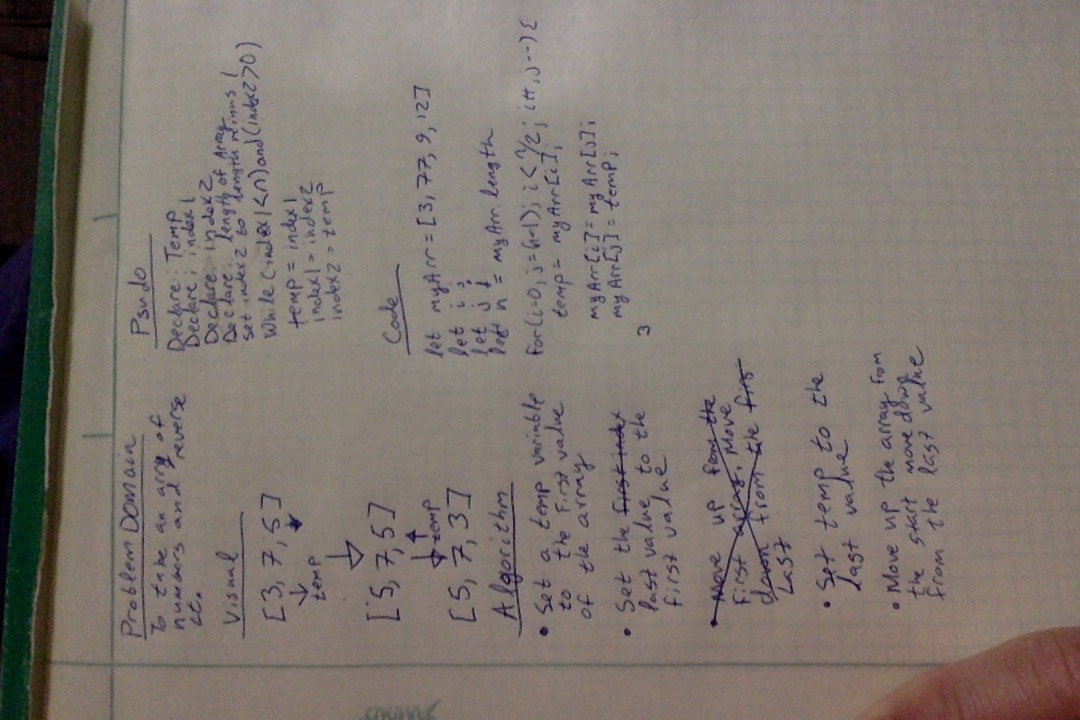 Problem DOMAIN
To take an array of
numbers and reverse
it.
Visual
[3, 7, 5]
temp
[5, 7, 5]
temp
[5, 7, 3]
Algorithm
• Set a temp variable
to the first value
of the array
• Set the first index
last value to the
first value
• Move up from the
first array, Move
down from the first
Last
• Set temp to the
last value
• Move up the array from
the start move down
from the last value
Psudo
Declare: Temp
Declare: index1
Declare: index2
Declare: length of Array
set index2 to length minus 1
While (index1<n) and (index2>0)
temp = index1
index1 = index2
index2 = temp
Code
let myArr = [3, 77, 9, 12]
let i;
let j;
let n = myArr.length
for(i=0, j=(n-1); i<n/2; i++, j--) {
temp = myArr[i];
myArr[i] = myArr[j];
myArr[j] = temp;
}